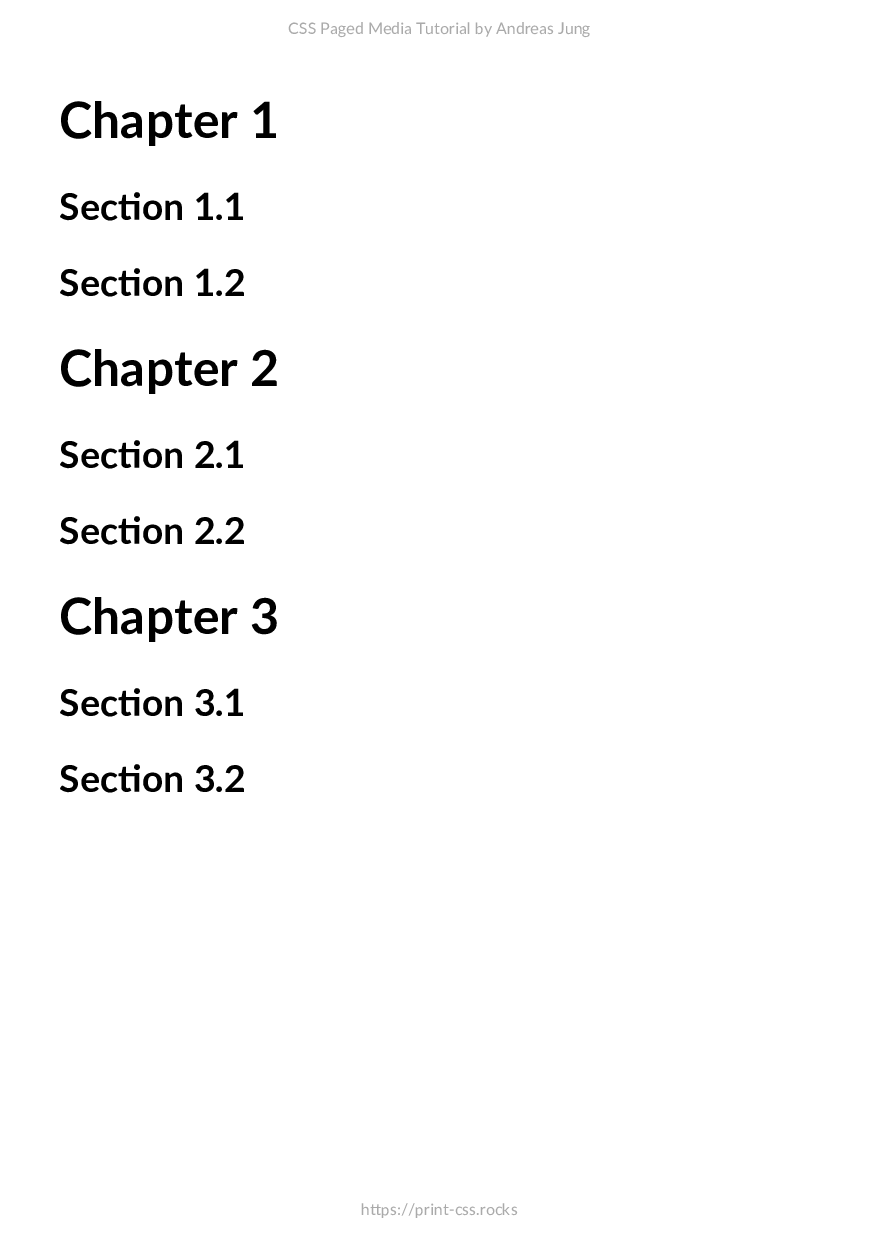 CSS Paged Media Tutorial by Andreas Jung
Chapter 1
Section 1.1
Section 1.2
Chapter 2
Section 2.1
Section 2.2
Chapter 3
Section 3.1
Section 3.2
https://print-css.rocks